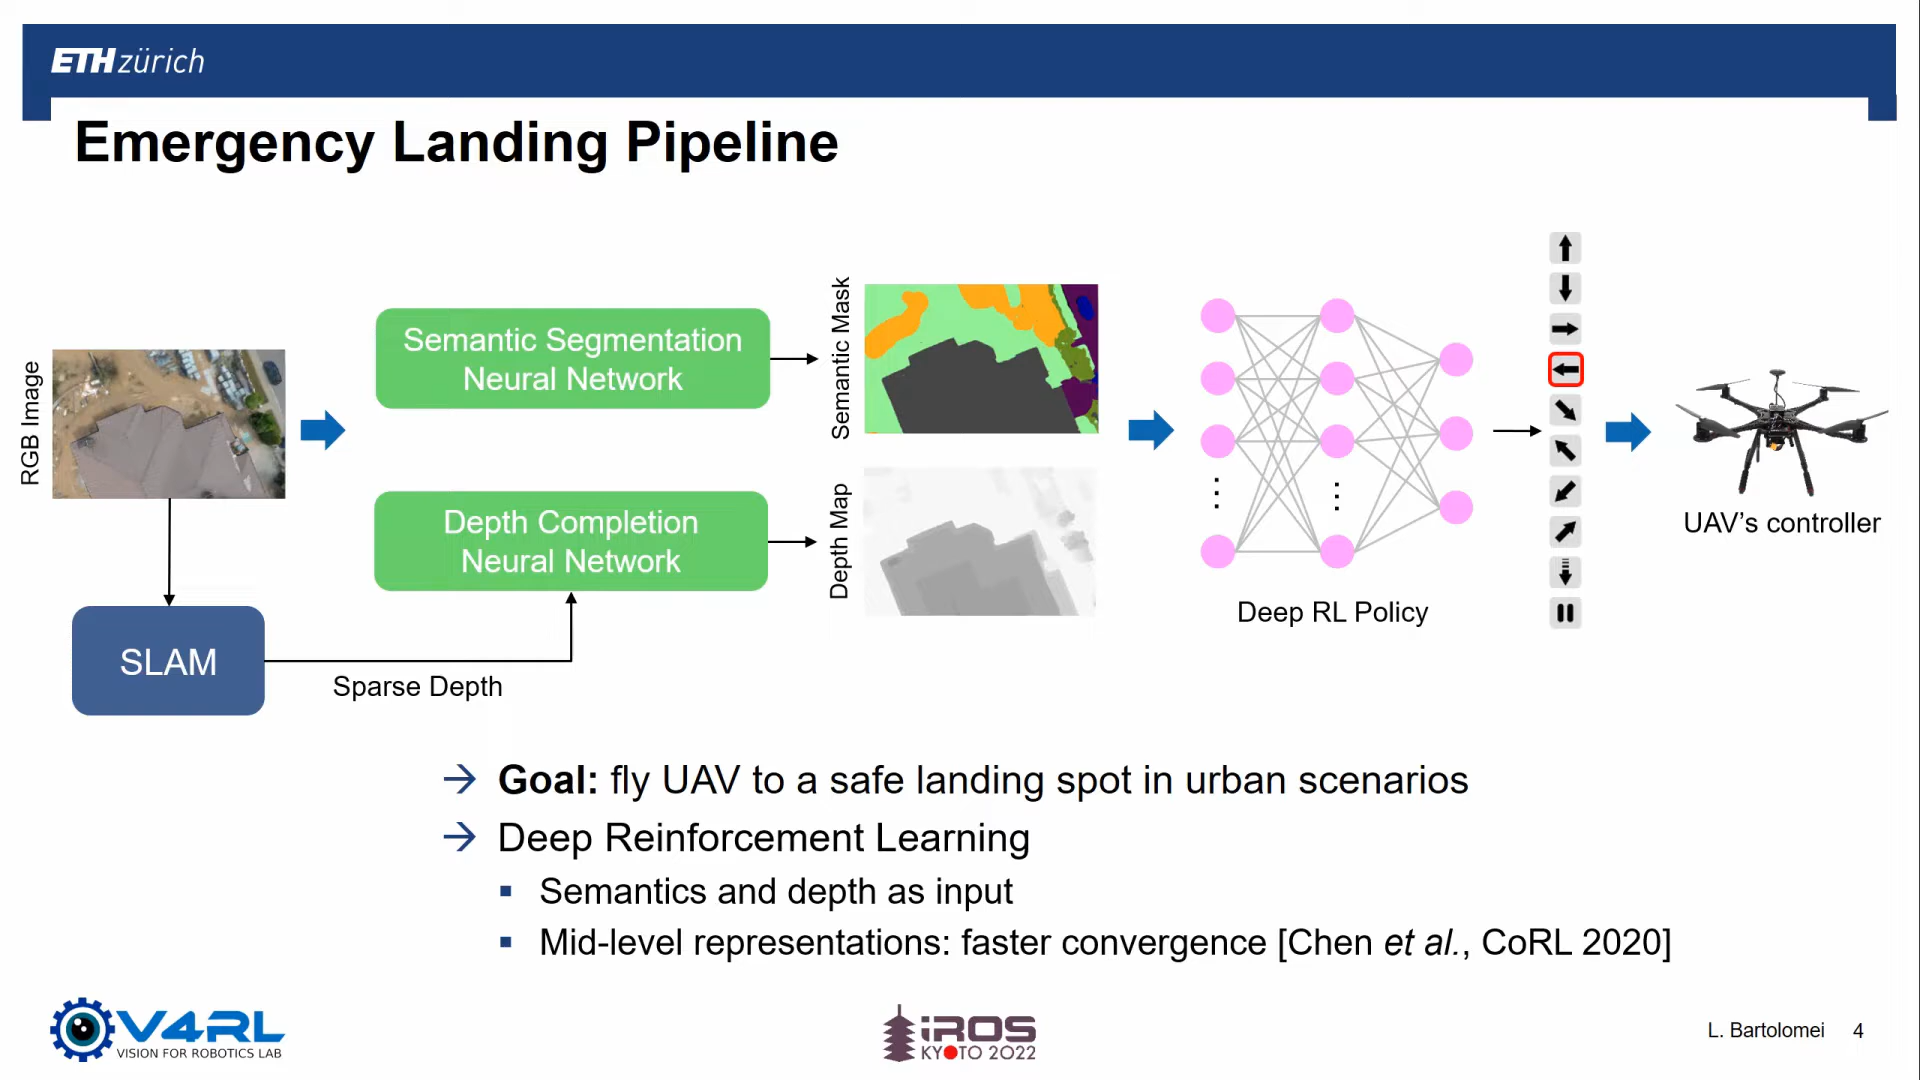 ETH zürich
Emergency Landing Pipeline
RGB Image
Semantic Segmentation
Neural Network
Semantic Mask
Depth Completion
Neural Network
Depth Map
SLAM
Sparse Depth
Deep RL Policy
UAV's controller
→ Goal: fly UAV to a safe landing spot in urban scenarios
→ Deep Reinforcement Learning
▪ Semantics and depth as input
▪ Mid-level representations: faster convergence [Chen et al., CoRL 2020]
V4RL
VISION FOR ROBOTICS LAB
iROS
KYOTO 2022
L. Bartolomei 4